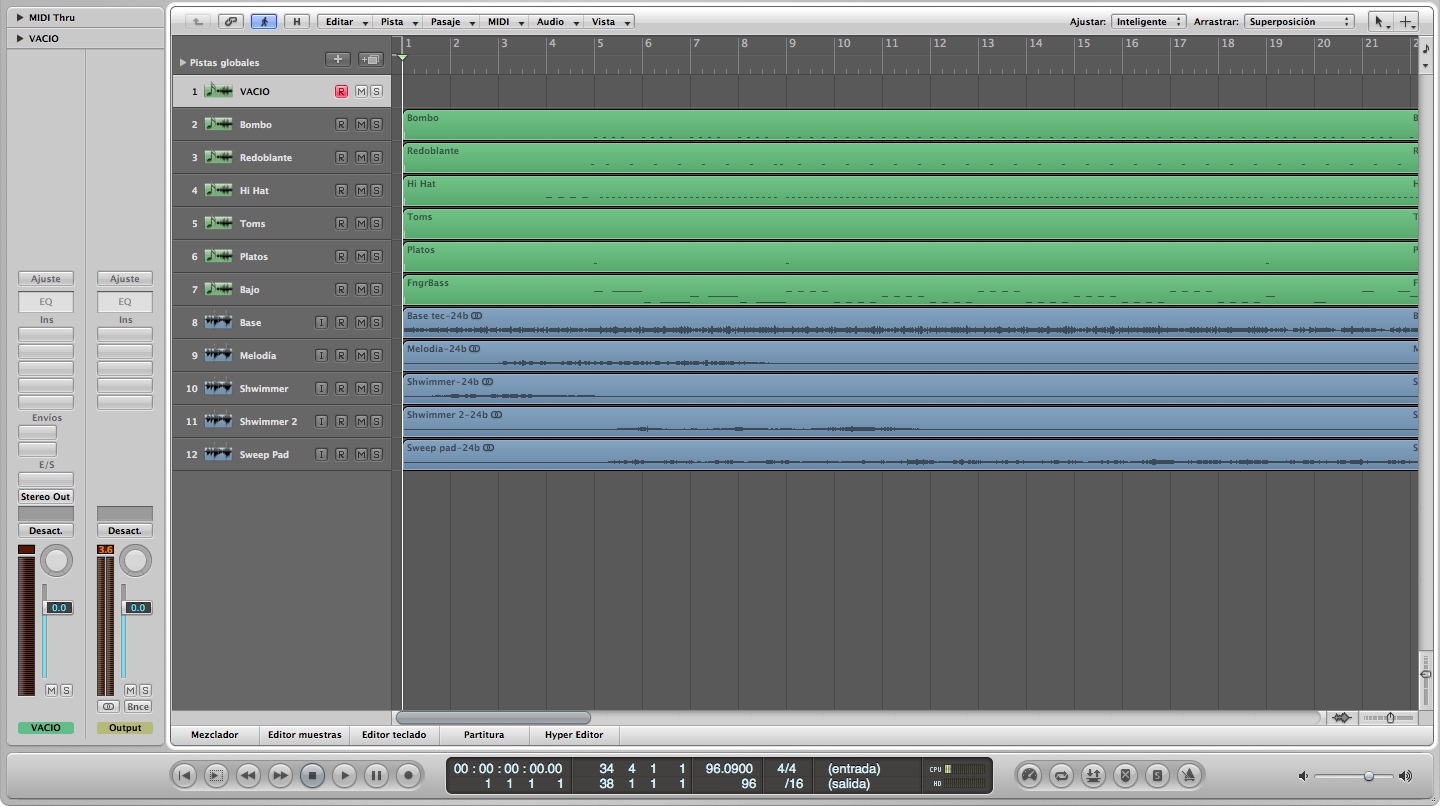 MIDI Thru
VACIO
H Editar Pista Pasaje MIDI Audio Vista Ajustar: Inteligente Arrastrar: Superposición
Pistas globales
1 2 3 4 5 6 7 8 9 10 11 12 13 14 15 16 17 18 19 20 21 2
1 VACIO R M S
2 Bombo R M S Bombo B
3 Redoblante R M S Redoblante R
4 Hi Hat R M S Hi Hat H
5 Toms R M S Toms T
6 Platos R M S Platos P
7 Bajo R M S FngrBass F
8 Base I R M S Base tec-24b B
9 Melodía I R M S Melodia-24b M
10 Shwimmer I R M S Shwimmer-24b S
11 Shwimmer 2 I R M S Shwimmer 2-24b S
12 Sweep Pad I R M S Sweep pad-24b S
Ajuste Ajuste
EQ EQ
Ins Ins
Envíos
E/S
Stereo Out
Desact. Desact.
3.6
0.0 0.0
M S M S
Bnce
VACIO Output
Mezclador Editor muestras Editor teclado Partitura Hyper Editor
00 : 00 : 00 : 00.00 34 4 1 1 96.0900 4/4 (entrada) CPU
1 1 1 1 38 1 1 1 96 /16 (salida) HD
S